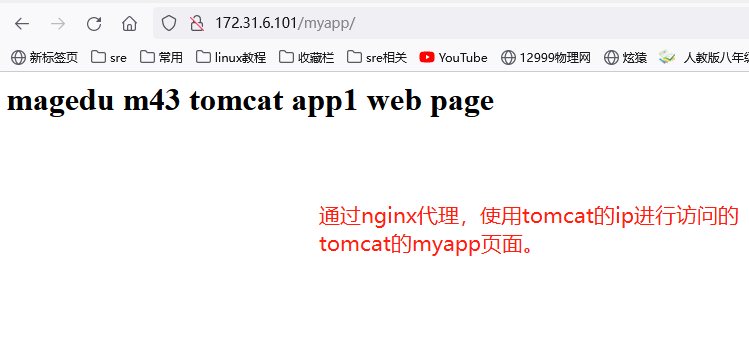 172.31.6.101/myapp/
新标签页 sre 常用 linux教程 收藏栏 sre相关 YouTube 12999物理网 炫猿 人教版八年级
magedu m43 tomcat app1 web page
通过nginx代理，使用tomcat的ip进行访问的
tomcat的myapp页面。